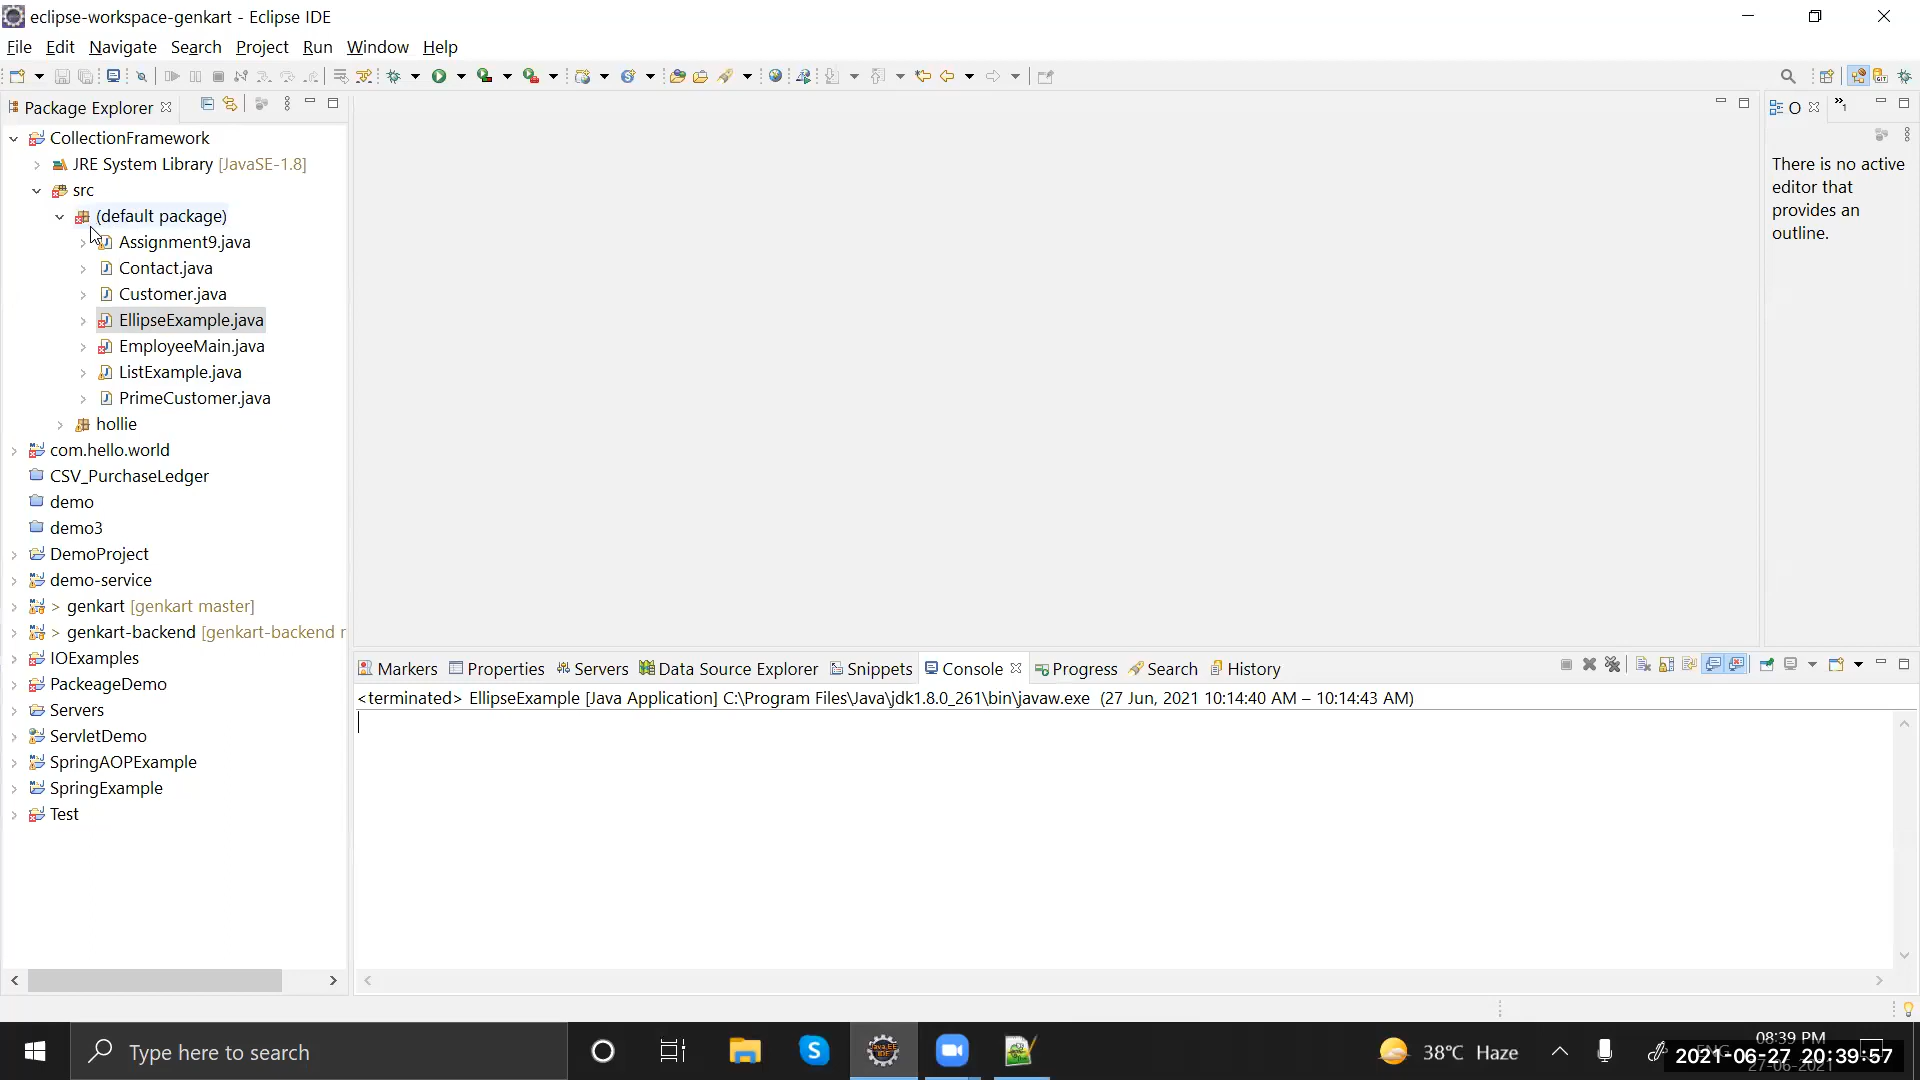 eclipse-workspace-genkart - Eclipse IDE
File Edit Navigate Search Project Run Window Help
Package Explorer
CollectionFramework
JRE System Library [JavaSE-1.8]
src
(default package)
Assignment9.java
Contact.java
Customer.java
EllipseExample.java
EmployeeMain.java
ListExample.java
PrimeCustomer.java
hollie
com.hello.world
CSV_PurchaseLedger
demo
demo3
DemoProject
demo-service
> genkart [genkart master]
> genkart-backend [genkart-backend r
IOExamples
PackeageDemo
Servers
ServletDemo
SpringAOPExample
SpringExample
Test
O
There is no active
editor that
provides an
outline.
Markers Properties Servers Data Source Explorer Snippets Console Progress Search History
<terminated> EllipseExample [Java Application] C:\Program Files\Java\jdk1.8.0_261\bin\javaw.exe (27 Jun, 2021 10:14:40 AM – 10:14:43 AM)
Type here to search
38°C Haze
ENG
08:39 PM
27-06-2021
2021-06-27 20:39:57